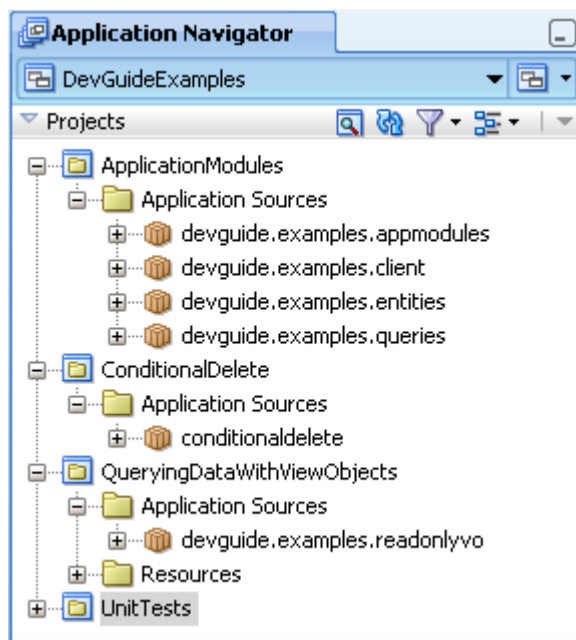 Application Navigator
DevGuideExamples
Projects
ApplicationModules
Application Sources
devguide.examples.appmodules
devguide.examples.client
devguide.examples.entities
devguide.examples.queries
ConditionalDelete
Application Sources
conditionaldelete
QueryingDataWithViewObjects
Application Sources
devguide.examples.readonlyvo
Resources
UnitTests